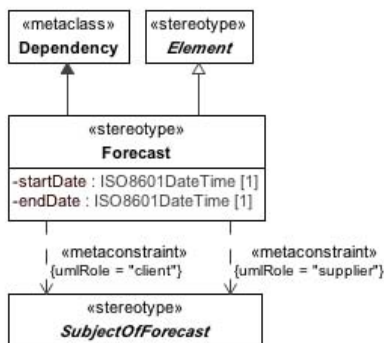 «metaclass»
Dependency
«stereotype»
Element
«stereotype»
Forecast
-startDate : ISO8601DateTime [1]
-endDate : ISO8601DateTime [1]
«metaconstraint»
{umlRole = "client"}
«metaconstraint»
{umlRole = "supplier"}
«stereotype»
SubjectOfForecast